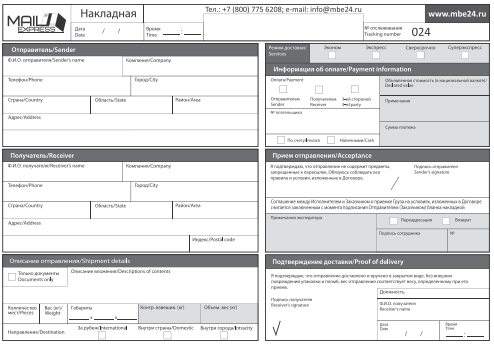 MAIL
EXPRESS
Накладная
Дата
Date
/ /
Время
Time
:
Тел.: +7 (800) 775 6208; e-mail: info@mbe24.ru
www.mbe24.ru
№ отслеживания
Tracking number
024
Отправитель/Sender
Ф.И.О. отправителя/Sender's name
Компания/Company
Телефон/Phone
Город/City
Страна/Country
Область/State
Район/Area
Адрес/Address
Режим доставки/
Services
Эконом
Экспресс
Сверхсрочно
Суперэкспресс
Информация об оплате/Payment information
Оплата/Payment
Отправителем
Sender
Получателем
Receiver
3-ей стороной
3-rd party
№ плательщика
По счету/Invoice
Наличными/Cash
Объявленная стоимость (в национальной валюте)/
Declared value
Примечания
Сумма платежа
Получатель/Receiver
Ф.И.О. получателя/Receiver's name
Компания/Company
Телефон/Phone
Город/City
Страна/Country
Область/State
Район/Area
Адрес/Address
Индекс/Postal code
Прием отправления/Acceptance
Я подтверждаю, что отправление не содержит предметы,
запрещенные к пересылке. Обязуюсь соблюдать все
правила и условия, изложенные в Договоре.
Подпись отправителя
Sender's signature
Соглашение между Исполнителем и Заказчиком о приемке Груза на условиях, изложенных в Договоре
считается заключенным с момента подписания Отправителем (Заказчиком) бланка накладной
Примечания экспедитора
Переадресация
Возврат
Подпись сотрудника
№
Описание отправления/Shipment details
Только документы
Documents only
Описание вложения/Descriptions of contents
Количество
мест/Pieces
Вес (кг)/
Weight
Габариты
x x
Контр. взвешив. (кг)
Объемн. вес (кг)
Направление/Destination
За рубеж/International
Внутри страны/Domestic
Внутри города/Intracity
Подтверждение доставки/Proof of delivery
Я подтверждаю, что отправление доставлено и вручено в закрытом виде, без внешних
повреждений упаковки и пломб, вес отправления соответствует весу, определенному при его
приеме.
Подпись получателя
Receiver's signature
Должность
Ф.И.О. получателя
Receiver's name
Дата
Date
/ /
Время
Time
: